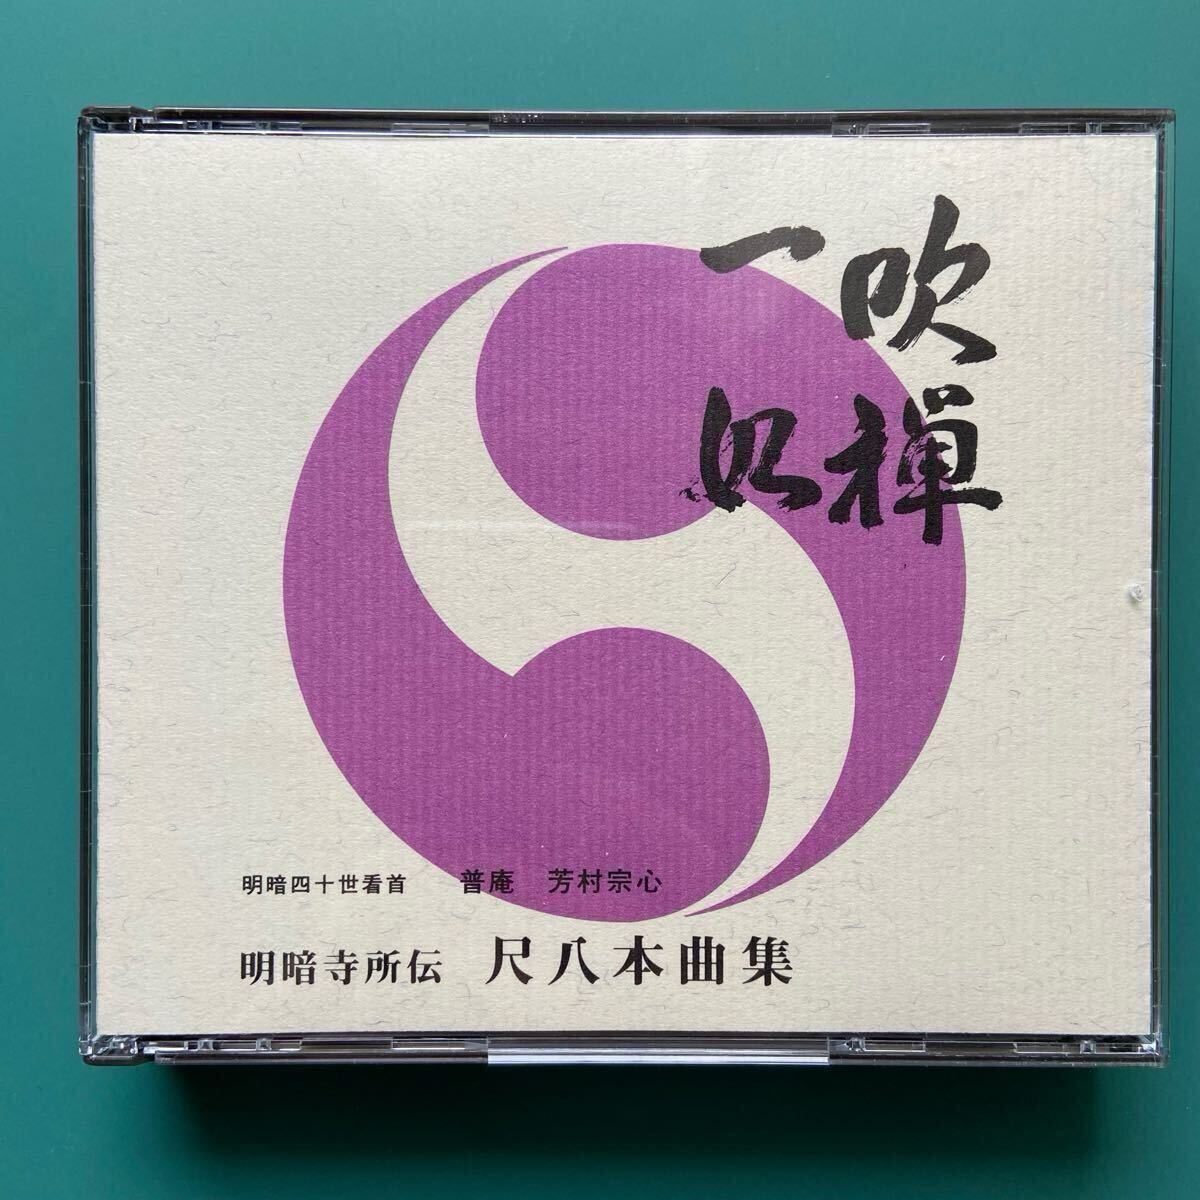 吹禅
一如
明暗四十世看首 普庵 芳村宗心
明暗寺所伝 尺八本曲集